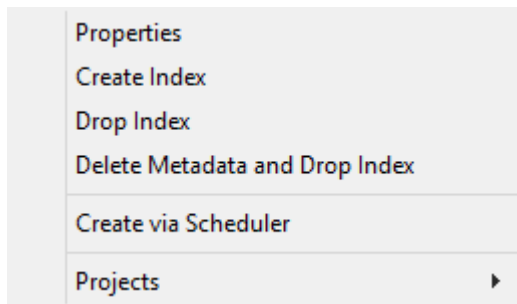 Properties
Create Index
Drop Index
Delete Metadata and Drop Index
Create via Scheduler
Projects